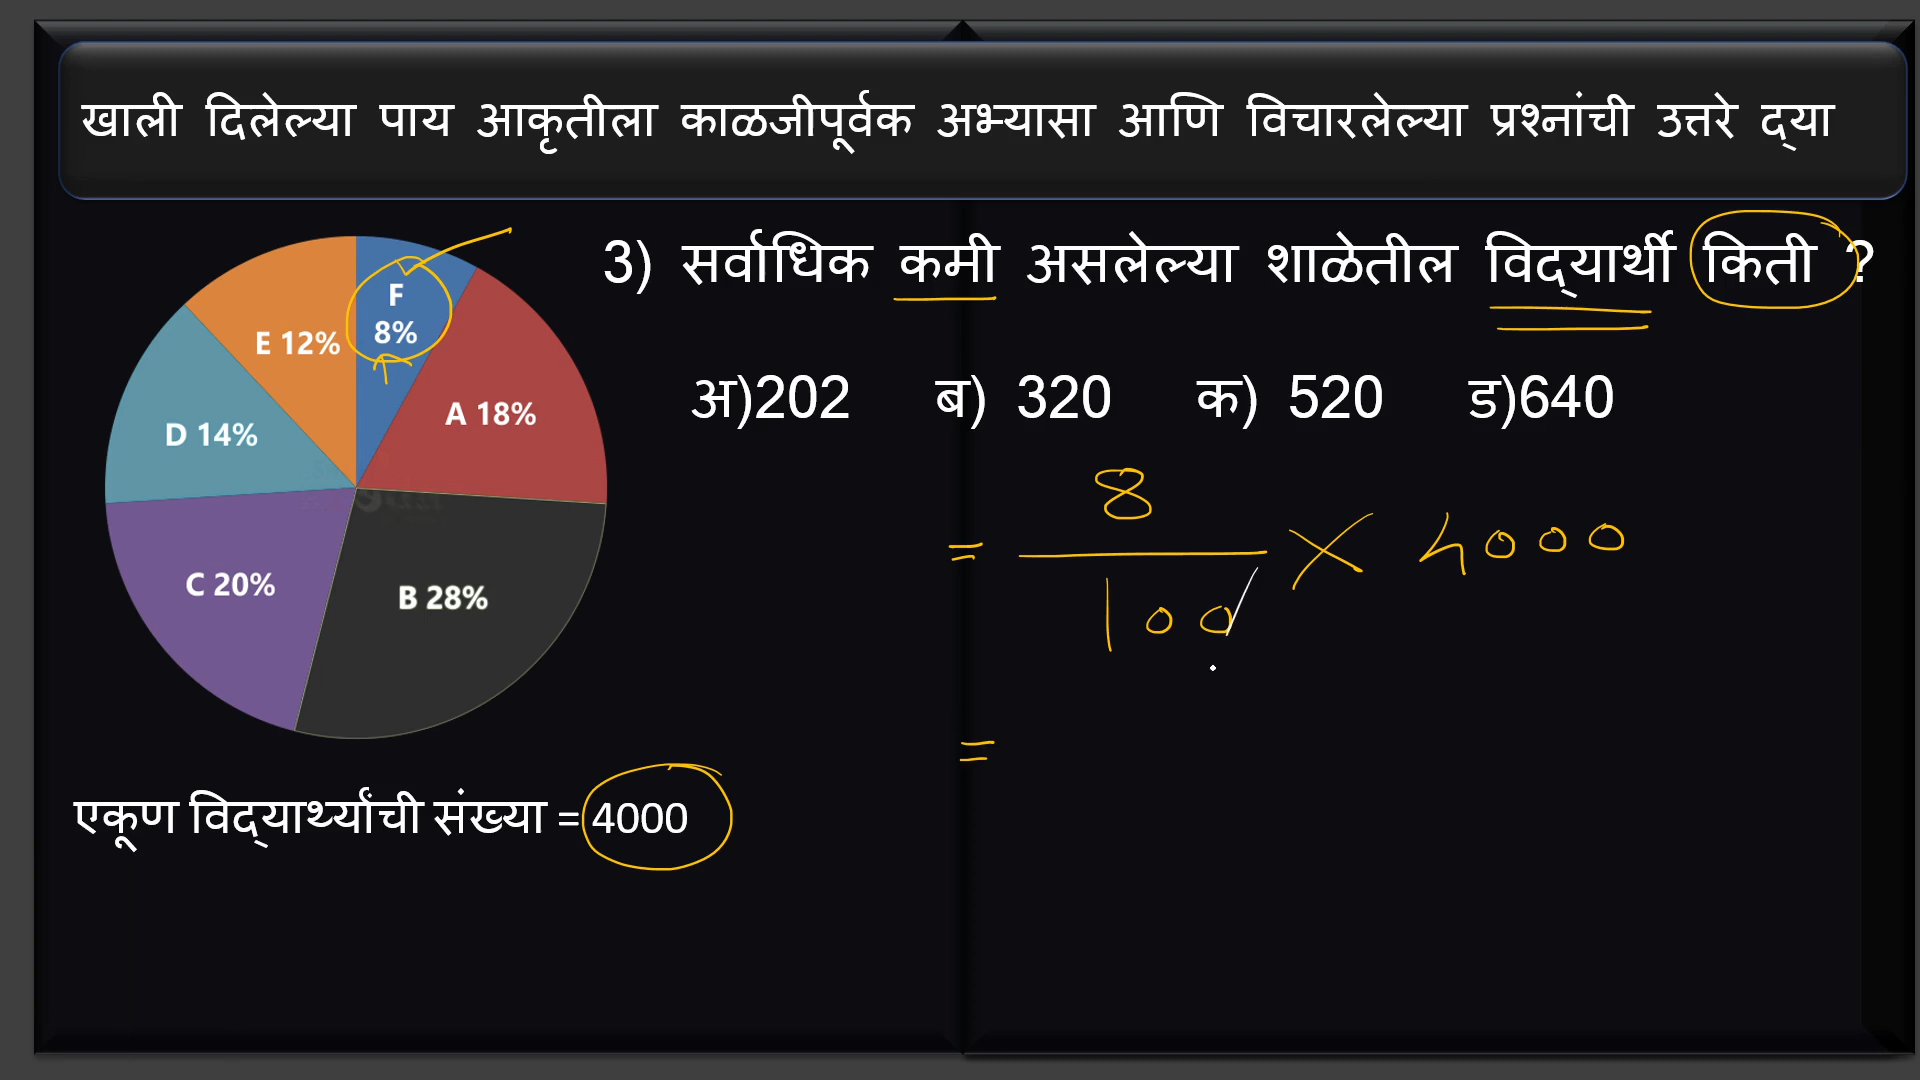 खाली दिलेल्या पाय आकृतीला काळजीपूर्वक अभ्यासा आणि विचारलेल्या प्रश्नांची उत्तरे द्‌या
3) सर्वाधिक कमी असलेल्या शाळेतील विद्‌यार्थी किती ?
अ)202 ब) 320 क) 520 ड)640
F
8%
E 12%
A 18%
D 14%
C 20%
B 28%
= 8/100 × 4000
=
एकूण विद्‌यार्थ्यांची संख्या = 4000